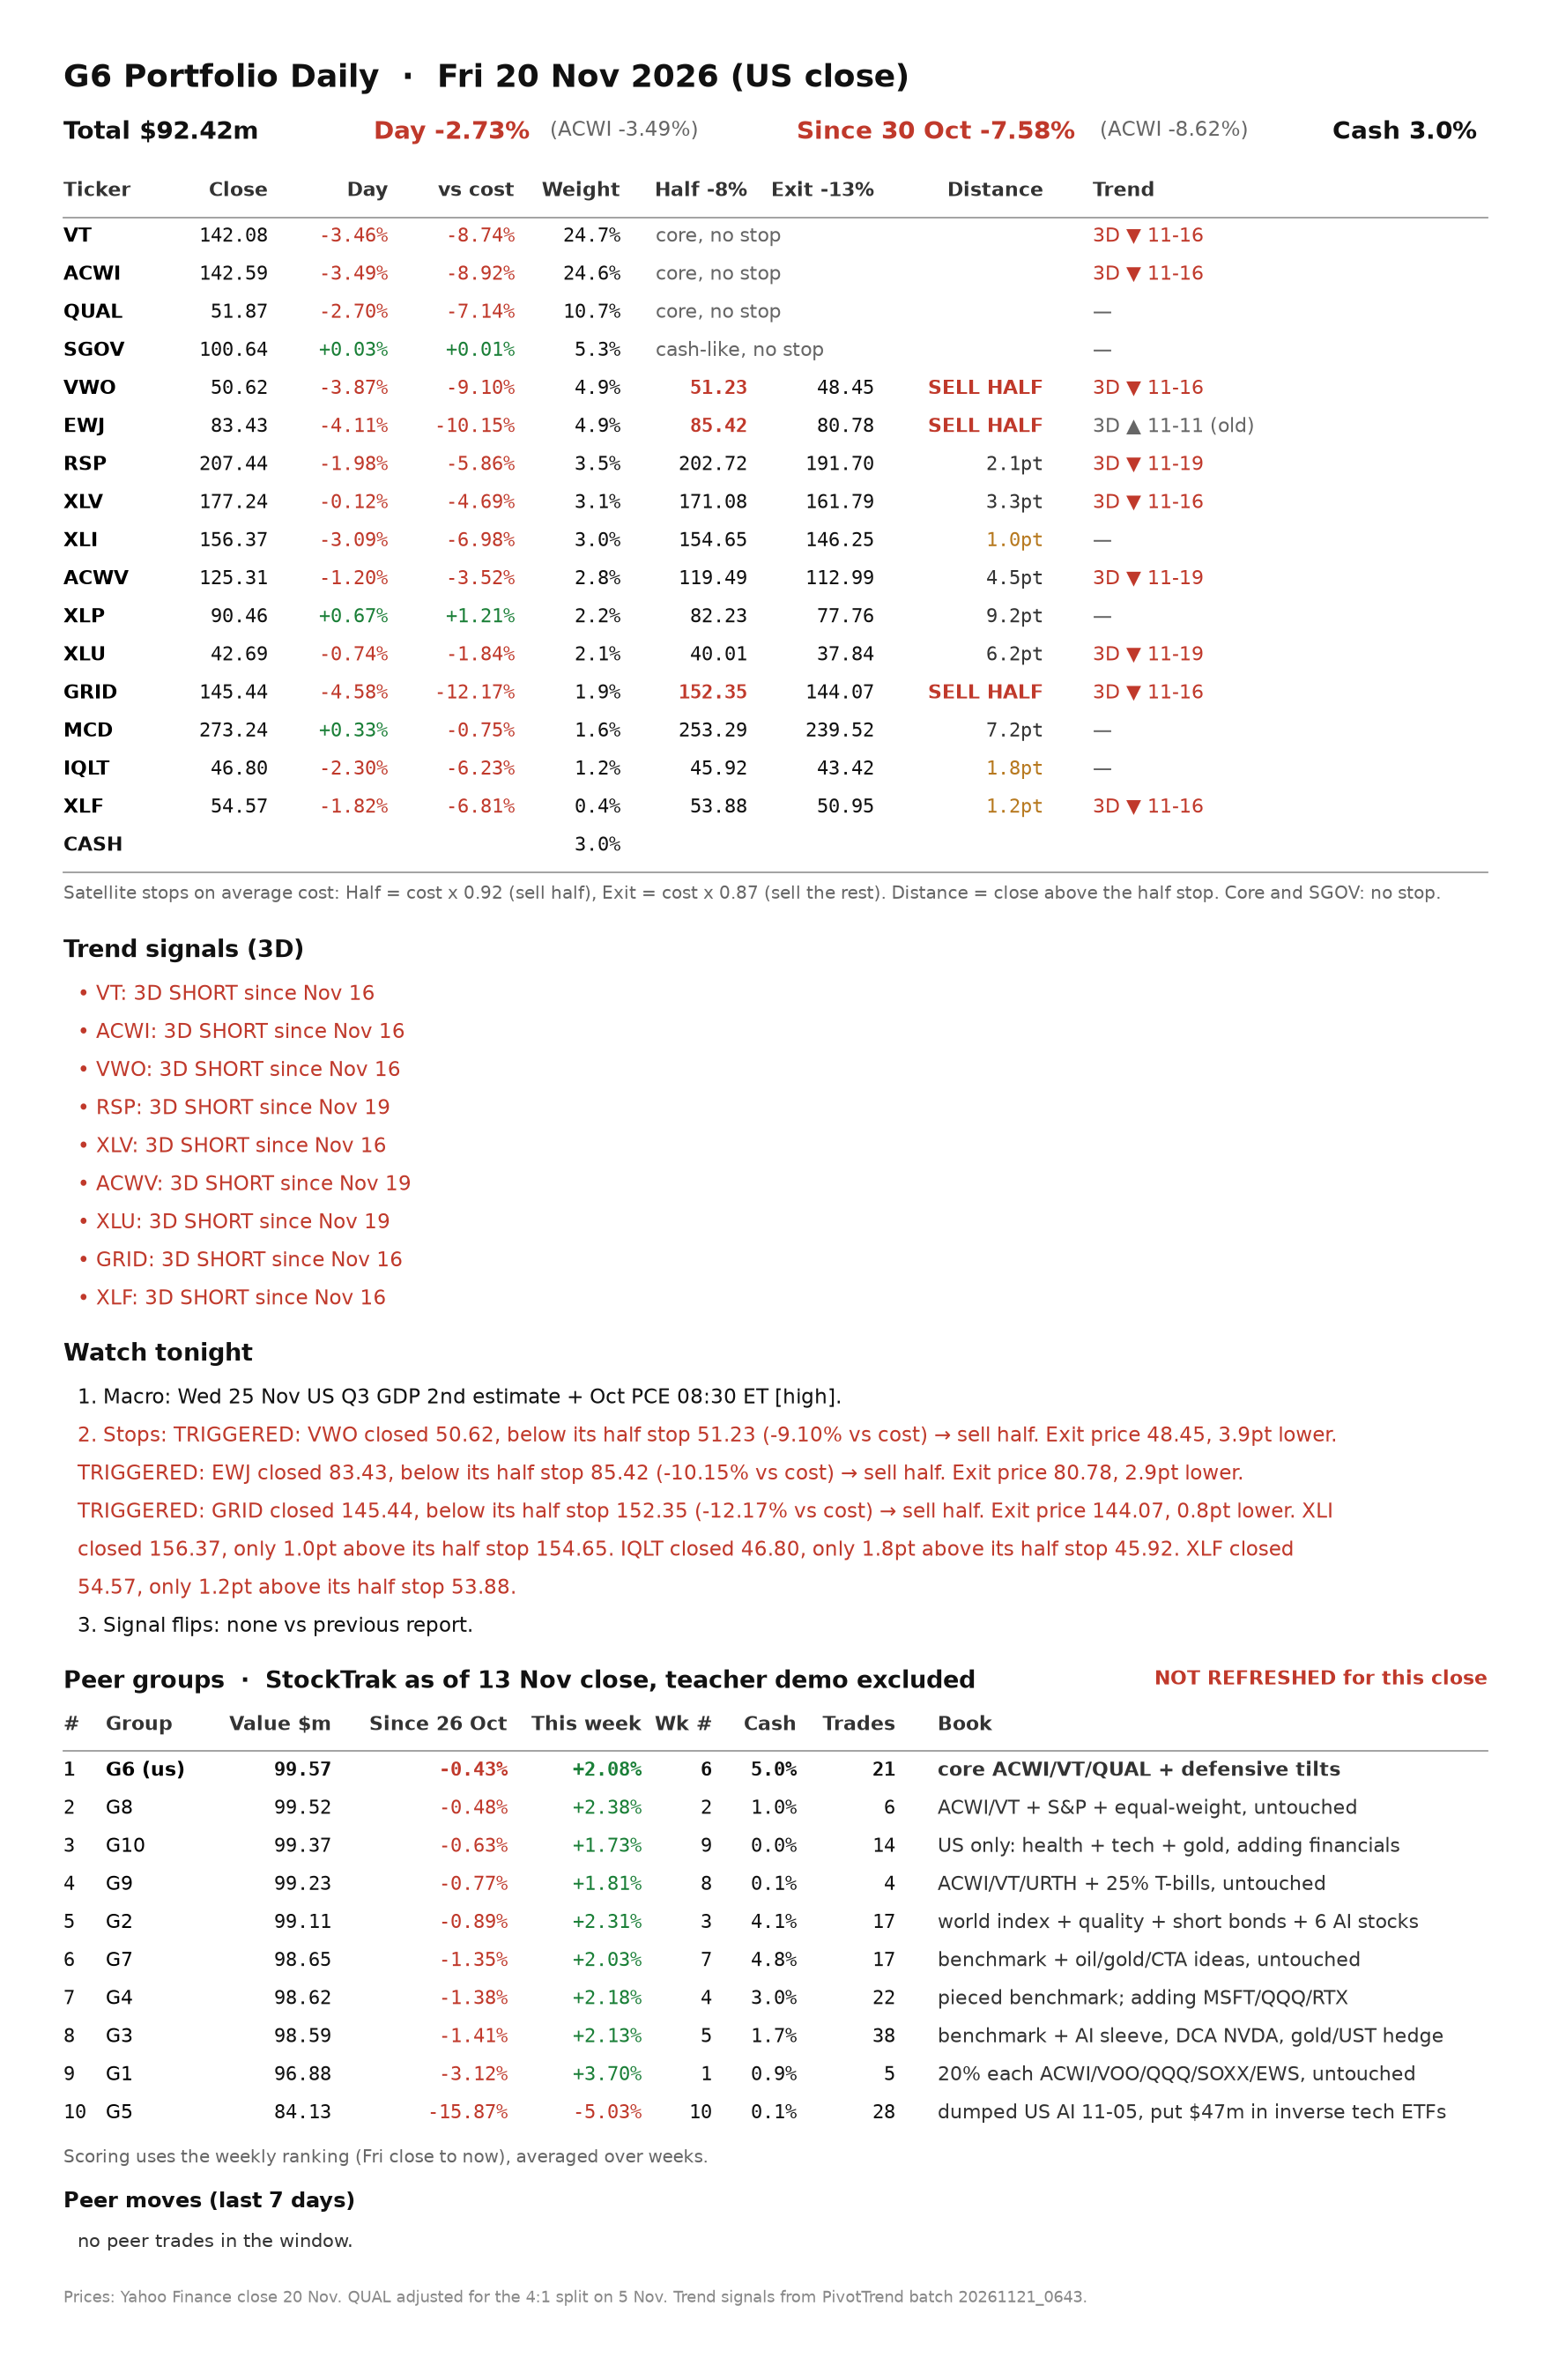 G6 Portfolio Daily · Fri 20 Nov 2026 (US close)
Total $92.42m Day -2.73% (ACWI -3.49%) Since 30 Oct -7.58% (ACWI -8.62%) Cash 3.0%
Ticker Close Day vs cost Weight Half -8% Exit -13% Distance Trend
VT 142.08 -3.46% -8.74% 24.7% core, no stop 3D ▼ 11-16
ACWI 142.59 -3.49% -8.92% 24.6% core, no stop 3D ▼ 11-16
QUAL 51.87 -2.70% -7.14% 10.7% core, no stop —
SGOV 100.64 +0.03% +0.01% 5.3% cash-like, no stop —
VWO 50.62 -3.87% -9.10% 4.9% 51.23 48.45 SELL HALF 3D ▼ 11-16
EWJ 83.43 -4.11% -10.15% 4.9% 85.42 80.78 SELL HALF 3D ▲ 11-11 (old)
RSP 207.44 -1.98% -5.86% 3.5% 202.72 191.70 2.1pt 3D ▼ 11-19
XLV 177.24 -0.12% -4.69% 3.1% 171.08 161.79 3.3pt 3D ▼ 11-16
XLI 156.37 -3.09% -6.98% 3.0% 154.65 146.25 1.0pt —
ACWV 125.31 -1.20% -3.52% 2.8% 119.49 112.99 4.5pt 3D ▼ 11-19
XLP 90.46 +0.67% +1.21% 2.2% 82.23 77.76 9.2pt —
XLU 42.69 -0.74% -1.84% 2.1% 40.01 37.84 6.2pt 3D ▼ 11-19
GRID 145.44 -4.58% -12.17% 1.9% 152.35 144.07 SELL HALF 3D ▼ 11-16
MCD 273.24 +0.33% -0.75% 1.6% 253.29 239.52 7.2pt —
IQLT 46.80 -2.30% -6.23% 1.2% 45.92 43.42 1.8pt —
XLF 54.57 -1.82% -6.81% 0.4% 53.88 50.95 1.2pt 3D ▼ 11-16
CASH 3.0%
Satellite stops on average cost: Half = cost x 0.92 (sell half), Exit = cost x 0.87 (sell the rest). Distance = close above the half stop. Core and SGOV: no stop.
Trend signals (3D)
• VT: 3D SHORT since Nov 16
• ACWI: 3D SHORT since Nov 16
• VWO: 3D SHORT since Nov 16
• RSP: 3D SHORT since Nov 19
• XLV: 3D SHORT since Nov 16
• ACWV: 3D SHORT since Nov 19
• XLU: 3D SHORT since Nov 19
• GRID: 3D SHORT since Nov 16
• XLF: 3D SHORT since Nov 16
Watch tonight
1. Macro: Wed 25 Nov US Q3 GDP 2nd estimate + Oct PCE 08:30 ET [high].
2. Stops: TRIGGERED: VWO closed 50.62, below its half stop 51.23 (-9.10% vs cost) → sell half. Exit price 48.45, 3.9pt lower.
TRIGGERED: EWJ closed 83.43, below its half stop 85.42 (-10.15% vs cost) → sell half. Exit price 80.78, 2.9pt lower.
TRIGGERED: GRID closed 145.44, below its half stop 152.35 (-12.17% vs cost) → sell half. Exit price 144.07, 0.8pt lower. XLI
closed 156.37, only 1.0pt above its half stop 154.65. IQLT closed 46.80, only 1.8pt above its half stop 45.92. XLF closed
54.57, only 1.2pt above its half stop 53.88.
3. Signal flips: none vs previous report.
Peer groups · StockTrak as of 13 Nov close, teacher demo excluded NOT REFRESHED for this close
# Group Value $m Since 26 Oct This week Wk # Cash Trades Book
1 G6 (us) 99.57 -0.43% +2.08% 6 5.0% 21 core ACWI/VT/QUAL + defensive tilts
2 G8 99.52 -0.48% +2.38% 2 1.0% 6 ACWI/VT + S&P + equal-weight, untouched
3 G10 99.37 -0.63% +1.73% 9 0.0% 14 US only: health + tech + gold, adding financials
4 G9 99.23 -0.77% +1.81% 8 0.1% 4 ACWI/VT/URTH + 25% T-bills, untouched
5 G2 99.11 -0.89% +2.31% 3 4.1% 17 world index + quality + short bonds + 6 AI stocks
6 G7 98.65 -1.35% +2.03% 7 4.8% 17 benchmark + oil/gold/CTA ideas, untouched
7 G4 98.62 -1.38% +2.18% 4 3.0% 22 pieced benchmark; adding MSFT/QQQ/RTX
8 G3 98.59 -1.41% +2.13% 5 1.7% 38 benchmark + AI sleeve, DCA NVDA, gold/UST hedge
9 G1 96.88 -3.12% +3.70% 1 0.9% 5 20% each ACWI/VOO/QQQ/SOXX/EWS, untouched
10 G5 84.13 -15.87% -5.03% 10 0.1% 28 dumped US AI 11-05, put $47m in inverse tech ETFs
Scoring uses the weekly ranking (Fri close to now), averaged over weeks.
Peer moves (last 7 days)
no peer trades in the window.
Prices: Yahoo Finance close 20 Nov. QUAL adjusted for the 4:1 split on 5 Nov. Trend signals from PivotTrend batch 20261121_0643.